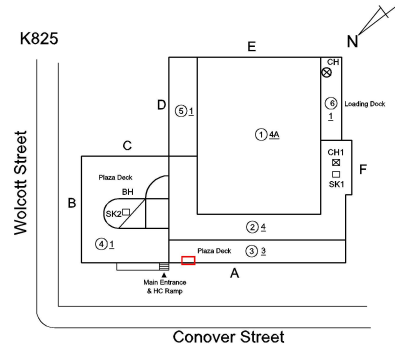 K825
E
N
CH
D
5 1
1 4A
6
1
Loading Dock
Wolcott Street
C
CH1
SK1
F
Plaza Deck
B
BH
SK2
2 4
4 1
Plaza Deck
3 3
A
Main Entrance
& HC Ramp
Conover Street